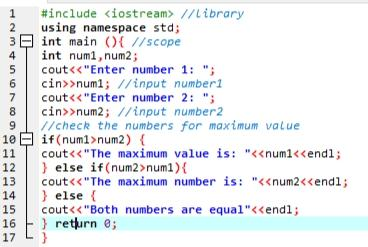 1 #include <iostream> //Library
2 using namespace std;
3 int main (){ //scope
4 int num1,num2;
5 cout<<"Enter number 1: ";
6 cin>>num1; //input number1
7 cout<<"Enter number 2: ";
8 cin>>num2; //input number2
9 //check the numbers for maximum value
10 if(num1>num2) {
11 cout<<"The maximum value is: "<<num1<<endl;
12 } else if(num2>num1){
13 cout<<"The maximum number is: "<<num2<<endl;
14 } else {
15 cout<<"Both numbers are equal"<<endl;
16 } return 0;
17 }